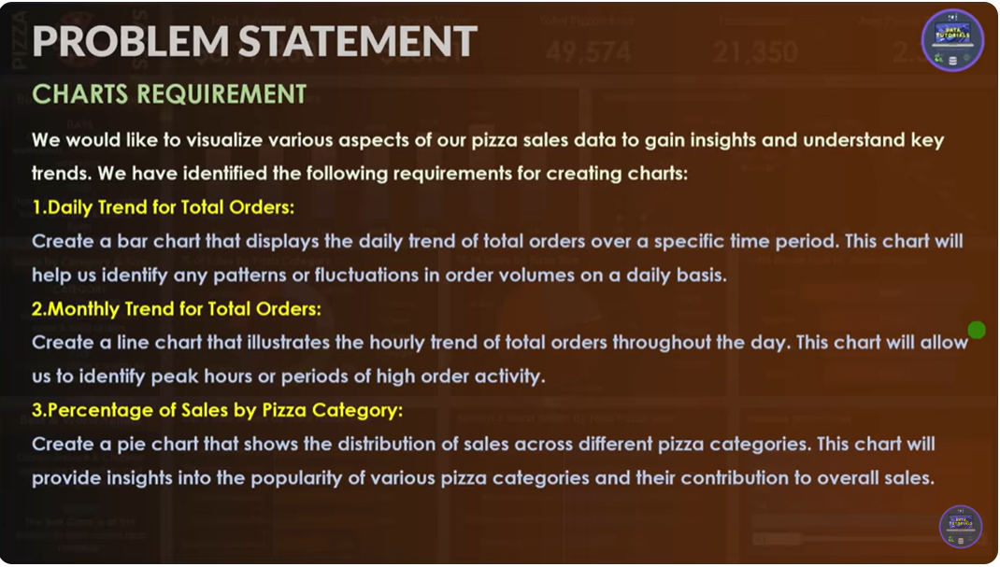 PROBLEM STATEMENT
49,574
21,350
DATA
TUTORIALS
CHARTS REQUIREMENT
We would like to visualize various aspects of our pizza sales data to gain insights and understand key
trends. We have identified the following requirements for creating charts:
1.Daily Trend for Total Orders:
Create a bar chart that displays the daily trend of total orders over a specific time period. This chart will
help us identify any patterns or fluctuations in order volumes on a daily basis.
2.Monthly Trend for Total Orders:
Create a line chart that illustrates the hourly trend of total orders throughout the day. This chart will allow
us to identify peak hours or periods of high order activity.
3.Percentage of Sales by Pizza Category:
Create a pie chart that shows the distribution of sales across different pizza categories. This chart will
provide insights into the popularity of various pizza categories and their contribution to overall sales.
DATA
TUTORIALS